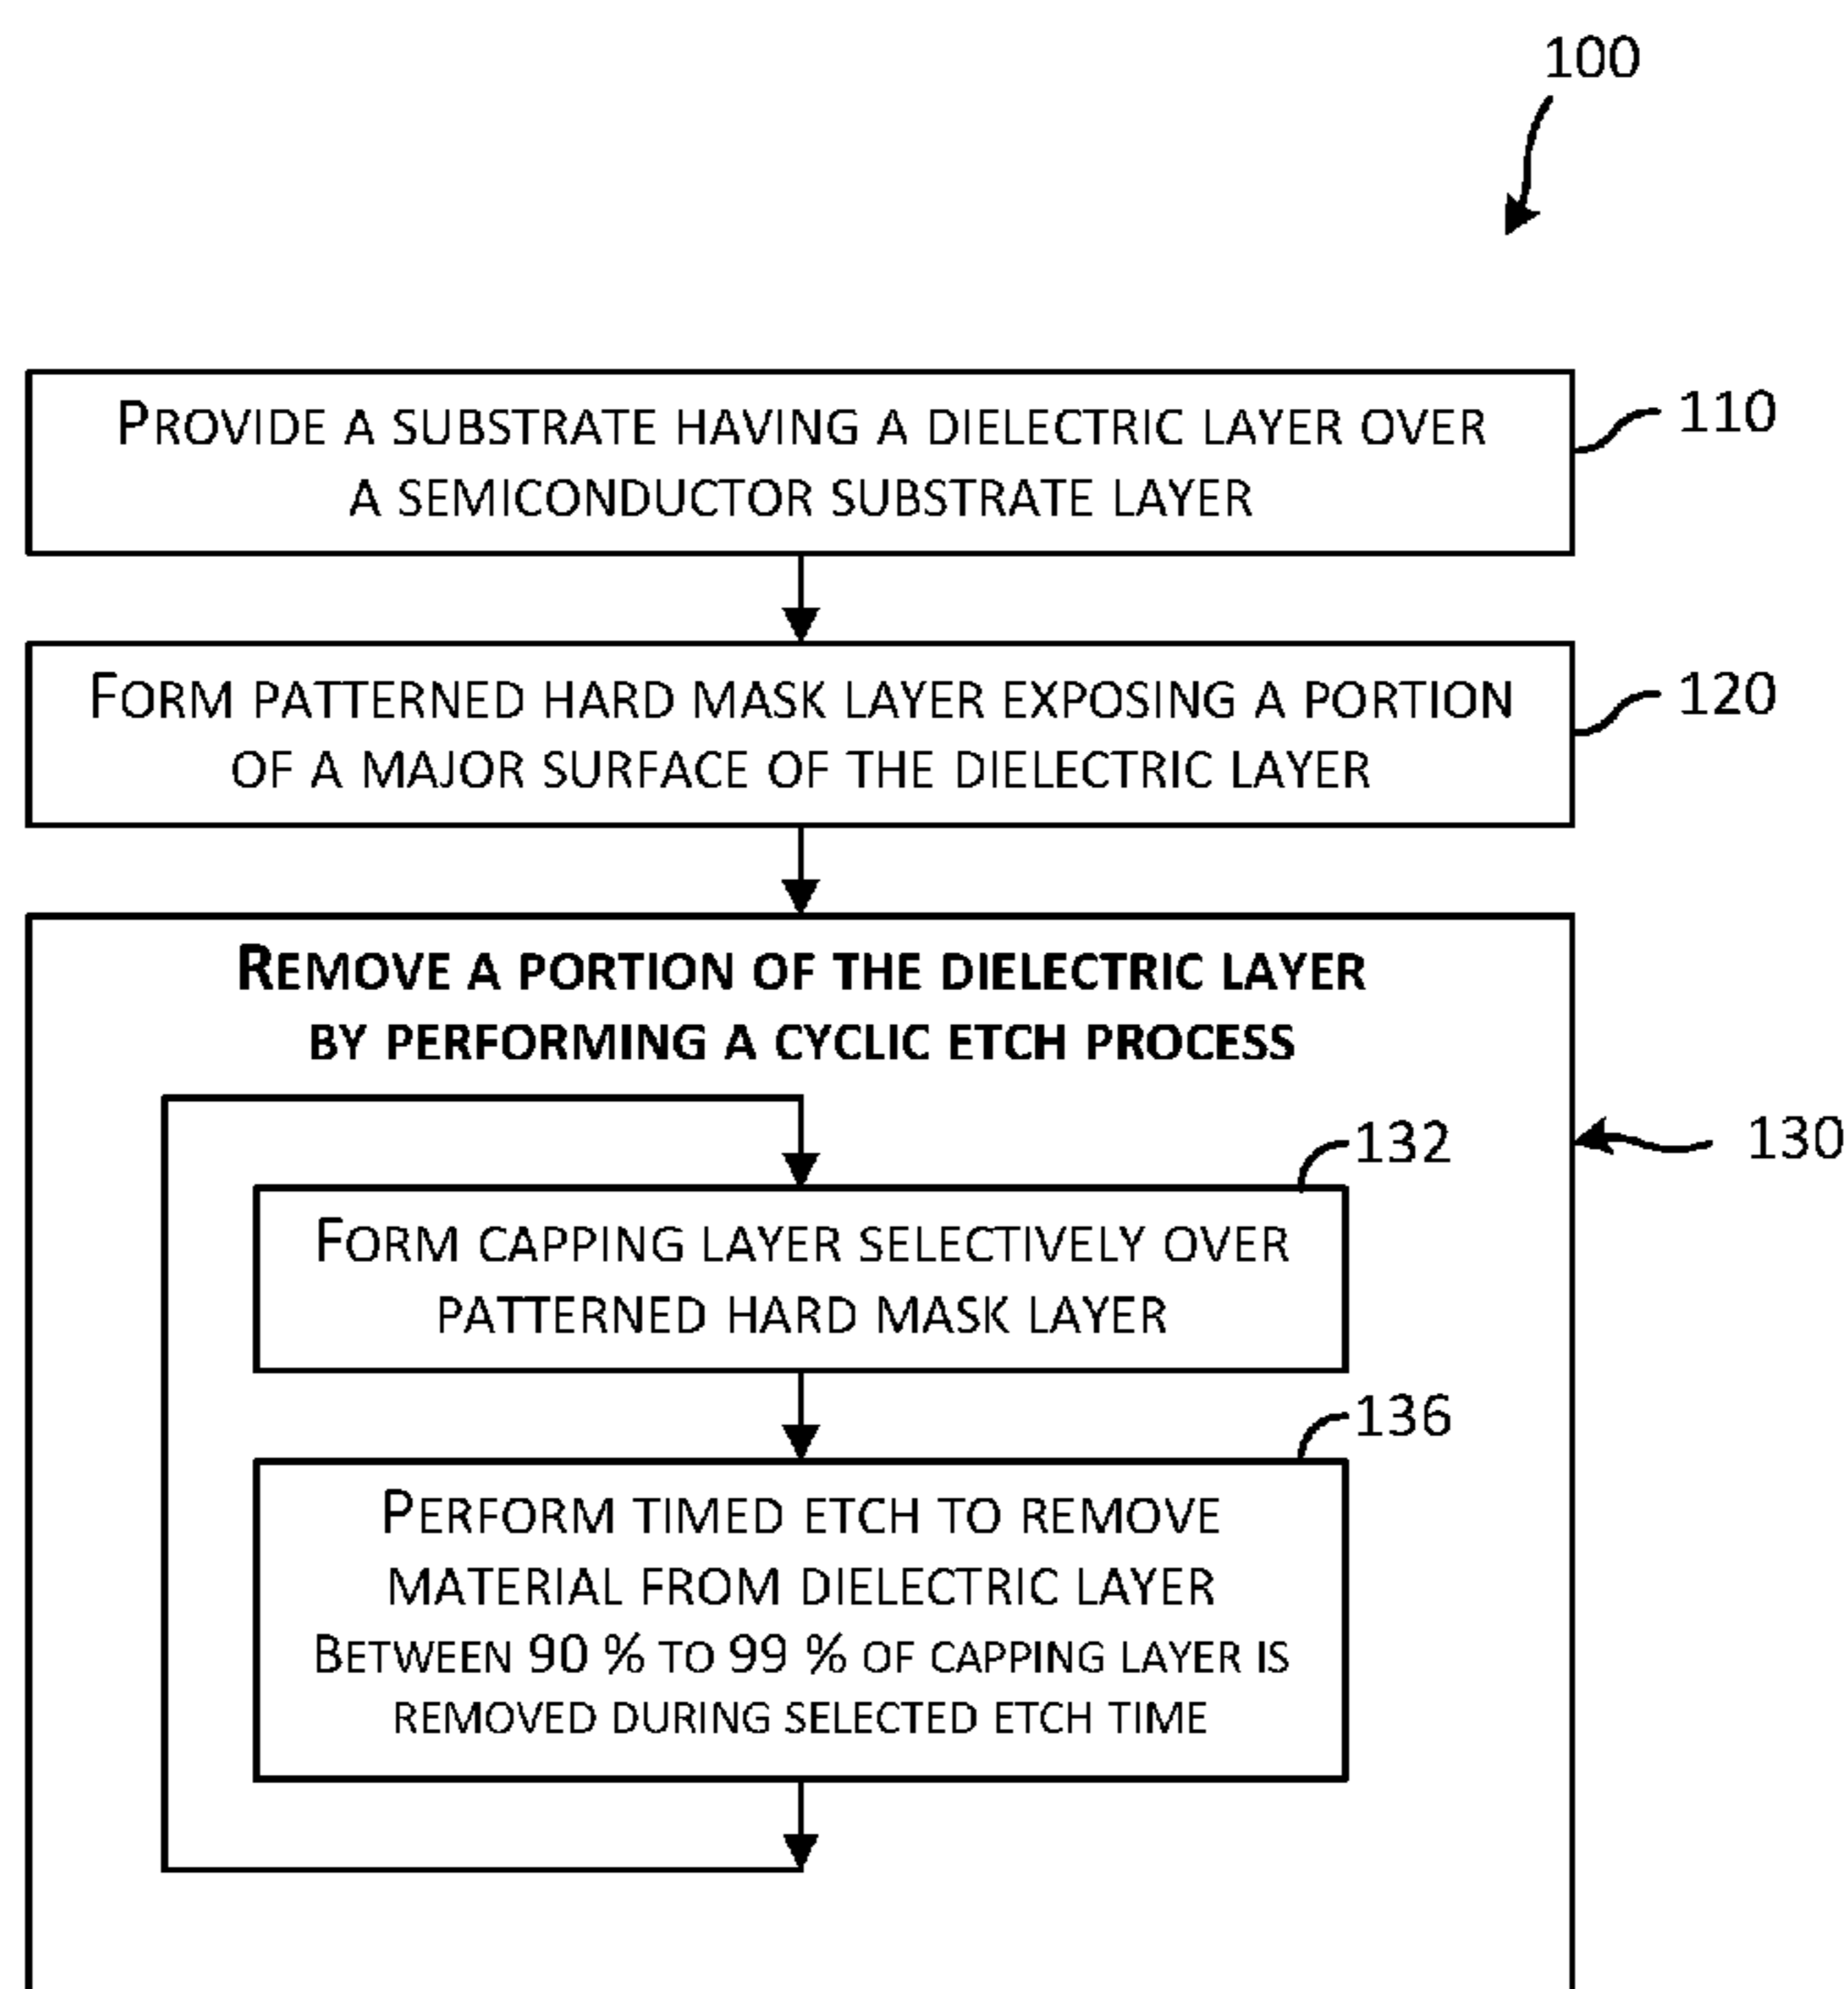 100
PROVIDE A SUBSTRATE HAVING A DIELECTRIC LAYER OVER
A SEMICONDUCTOR SUBSTRATE LAYER
110
FORM PATTERNED HARD MASK LAYER EXPOSING A PORTION
OF A MAJOR SURFACE OF THE DIELECTRIC LAYER
120
REMOVE A PORTION OF THE DIELECTRIC LAYER
BY PERFORMING A CYCLIC ETCH PROCESS
130
132
FORM CAPPING LAYER SELECTIVELY OVER
PATTERNED HARD MASK LAYER
136
PERFORM TIMED ETCH TO REMOVE
MATERIAL FROM DIELECTRIC LAYER
BETWEEN 90 % TO 99 % OF CAPPING LAYER IS
REMOVED DURING SELECTED ETCH TIME